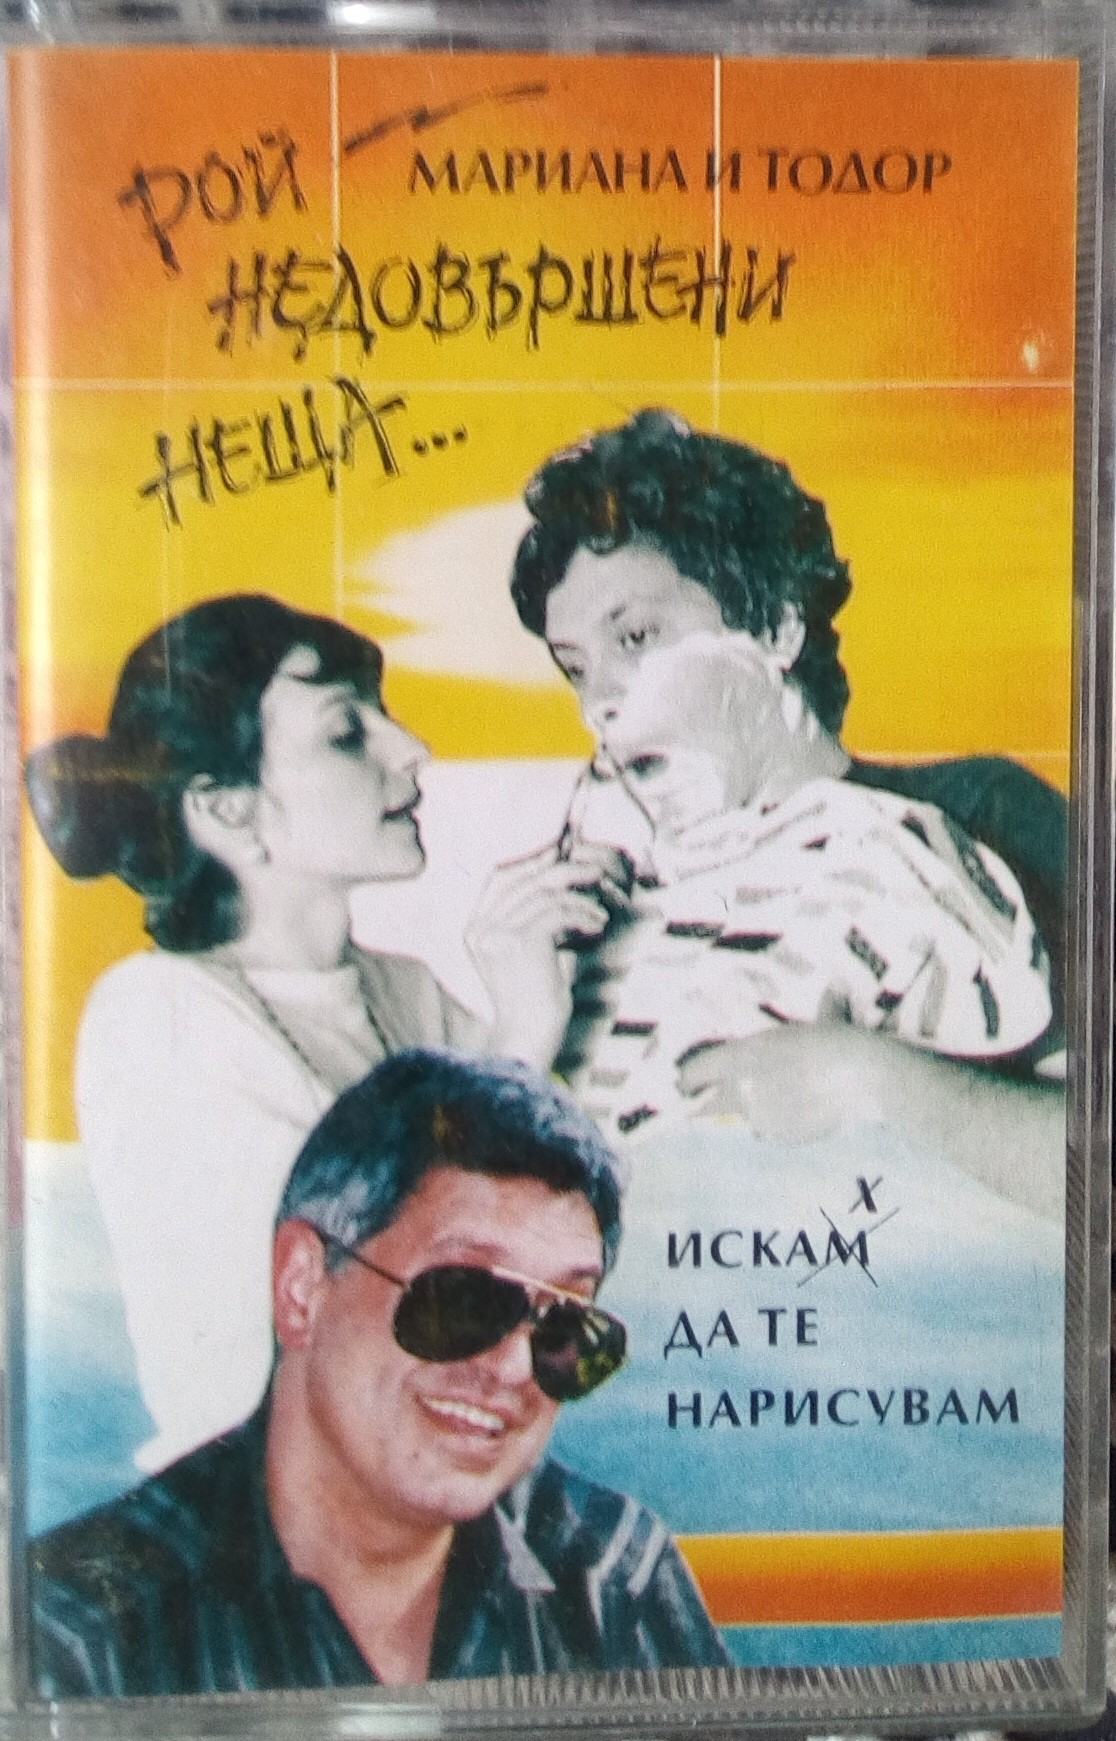 РОЙ –
МАРИАНА И ТОДОР
НЕДОВЪРШЕНИ
НЕЩА...
Х
ИСКАМ
ДА ТЕ
НАРИСУВАМ